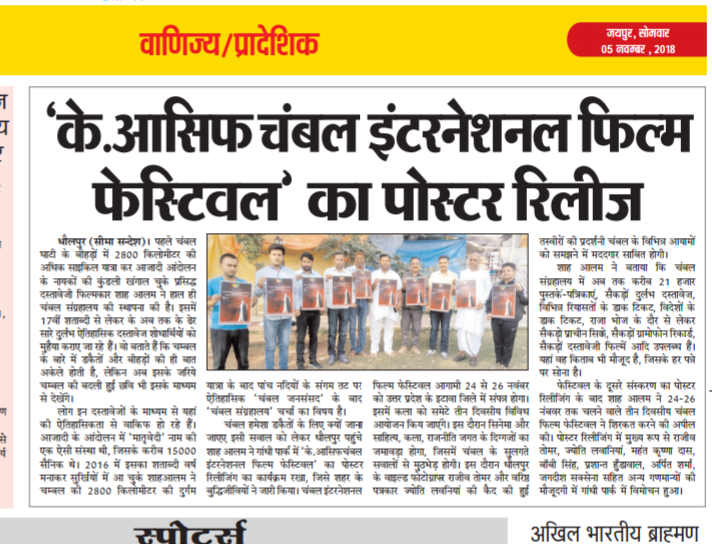 वाणिज्य/प्रादेशिक
जयपुर, सोमवार
05 नवम्बर , 2018
'के.आसिफ चंबल इंटरनेशनल फिल्म
फेस्टिवल' का पोस्टर रिलीज
धौलपुर (सीमा सन्देश)। पहले चंबल
घाटी के बीहड़ों में 2800 किलोमीटर की
अधिक साइकिल यात्रा कर आजादी आंदोलन
के नायकों की कुंडली खंगाल चुके प्रसिद्ध
दस्तावेजी फिल्मकार शाह आलम ने हाल ही
चंबल संग्रहालय की स्थापना की है। इसमें
17वीं शताब्दी से लेकर के अब तक के ढेर
सारे दुर्लभ ऐतिहासिक दस्तावेज शोधार्थियों को
मुहैया कराए जा रहे हैं। वो बताते हैं कि चम्बल
के बारे में डकैतों और बीहड़ों की ही बात
अकेले होती है, लेकिन अब इसके जरिये
चम्बल की बदली हुई छवि भी इसके माध्यम
से देखेंगे।
लोग इन दस्तावेजों के माध्यम से यहां
की ऐतिहासिकता से वाकिफ हो रहे हैं।
आजादी के आंदोलन में 'मातृवेदी' नाम की
एक ऐसी संस्था थी, जिसके करीब 15000
सैनिक थे। 2016 में इसका शताब्दी वर्ष
मनाकर सुर्खियों में आ चुके शाहआलम ने
चम्बल की 2800 किलोमीटर की दुर्गम
यात्रा के बाद पांच नदियों के संगम तट पर
ऐतिहासिक 'चंबल जनसंसद' के बाद
'चंबल संग्रहालय' चर्चा का विषय है।
चंबल हमेशा डकैतों के लिए क्यों जाना
जाएए इसी सवाल को लेकर धौलपुर पहुंचे
शाह आलम ने गांधी पार्क में 'के.आसिफचंबल
इंटरनेशनल फिल्म फेस्टिवल' का पोस्टर
रिलीजिंग का कार्यक्रम रखा, जिसे शहर के
बुद्धिजीवियों ने जारी किया। चंबल इंटरनेशनल
फिल्म फेस्टिवल आगामी 24 से 26 नवंबर
को उत्तर प्रदेश के इटावा जिले में संपन्न होगा।
इसमें कला को समेटे तीन दिवसीय विविध
आयोजन किय जाएंगे। इस दौरान सिनेमा और
साहित्य, कला, राजनीति जगत के दिग्गजों का
जमावड़ा होगा, जिसमें चंबल के सुलगते
सवालों से मुठभेड़ होगी। इस दौरान धौलपुर
के वाइल्ड फोटोग्राफर राजीव तोमर और वरिष्ठ
पत्रकार ज्योति लवानियां की कैद की हुई
तस्वीरों की प्रदर्शनी चंबल के विभिन्न आयामों
को समझने में मददगार साबित होगी।
शाह आलम ने बताया कि चंबल
संग्रहालय में अब तक करीब 21 हजार
पुस्तकें-पत्रिकाएं, सैकड़ों दुर्लभ दस्तावेज,
विभिन्न रियासतों के डाक टिकट, विदेशों के
डाक टिकट, राजा भोज के दौर से लेकर
सैकड़ों प्राचीन सिक्के, सैकड़ों ग्रामोफोन रिकार्ड,
सैकड़ों दस्तावेजी फिल्में आदि उपलब्ध हैं।
यहां वह किताब भी मौजूद है, जिसके हर पन्ने
पर सोना है।
फेस्टिवल के दूसरे संस्करण का पोस्टर
रिलीजिंग के बाद शाह आलम ने 24-26
नवंबर तक चलने वाले तीन दिवसीय चंबल
फिल्म फेस्टिवल ने शिरकत करने की अपील
की। पोस्टर रिलीजिंग में मुख्य रूप से राजीव
तोमर, ज्योति लवानियां, महंत कृष्णा दास,
बॉबी सिंह, प्रशान्त हुँडावाल, अर्पित शर्मा,
जगदीश सक्सेना सहित अन्य गणमान्यों की
मौजूदगी में गांधी पार्क में विमोचन हुआ।
स्पोर्ट्स
अखिल भारतीय ब्राह्मण